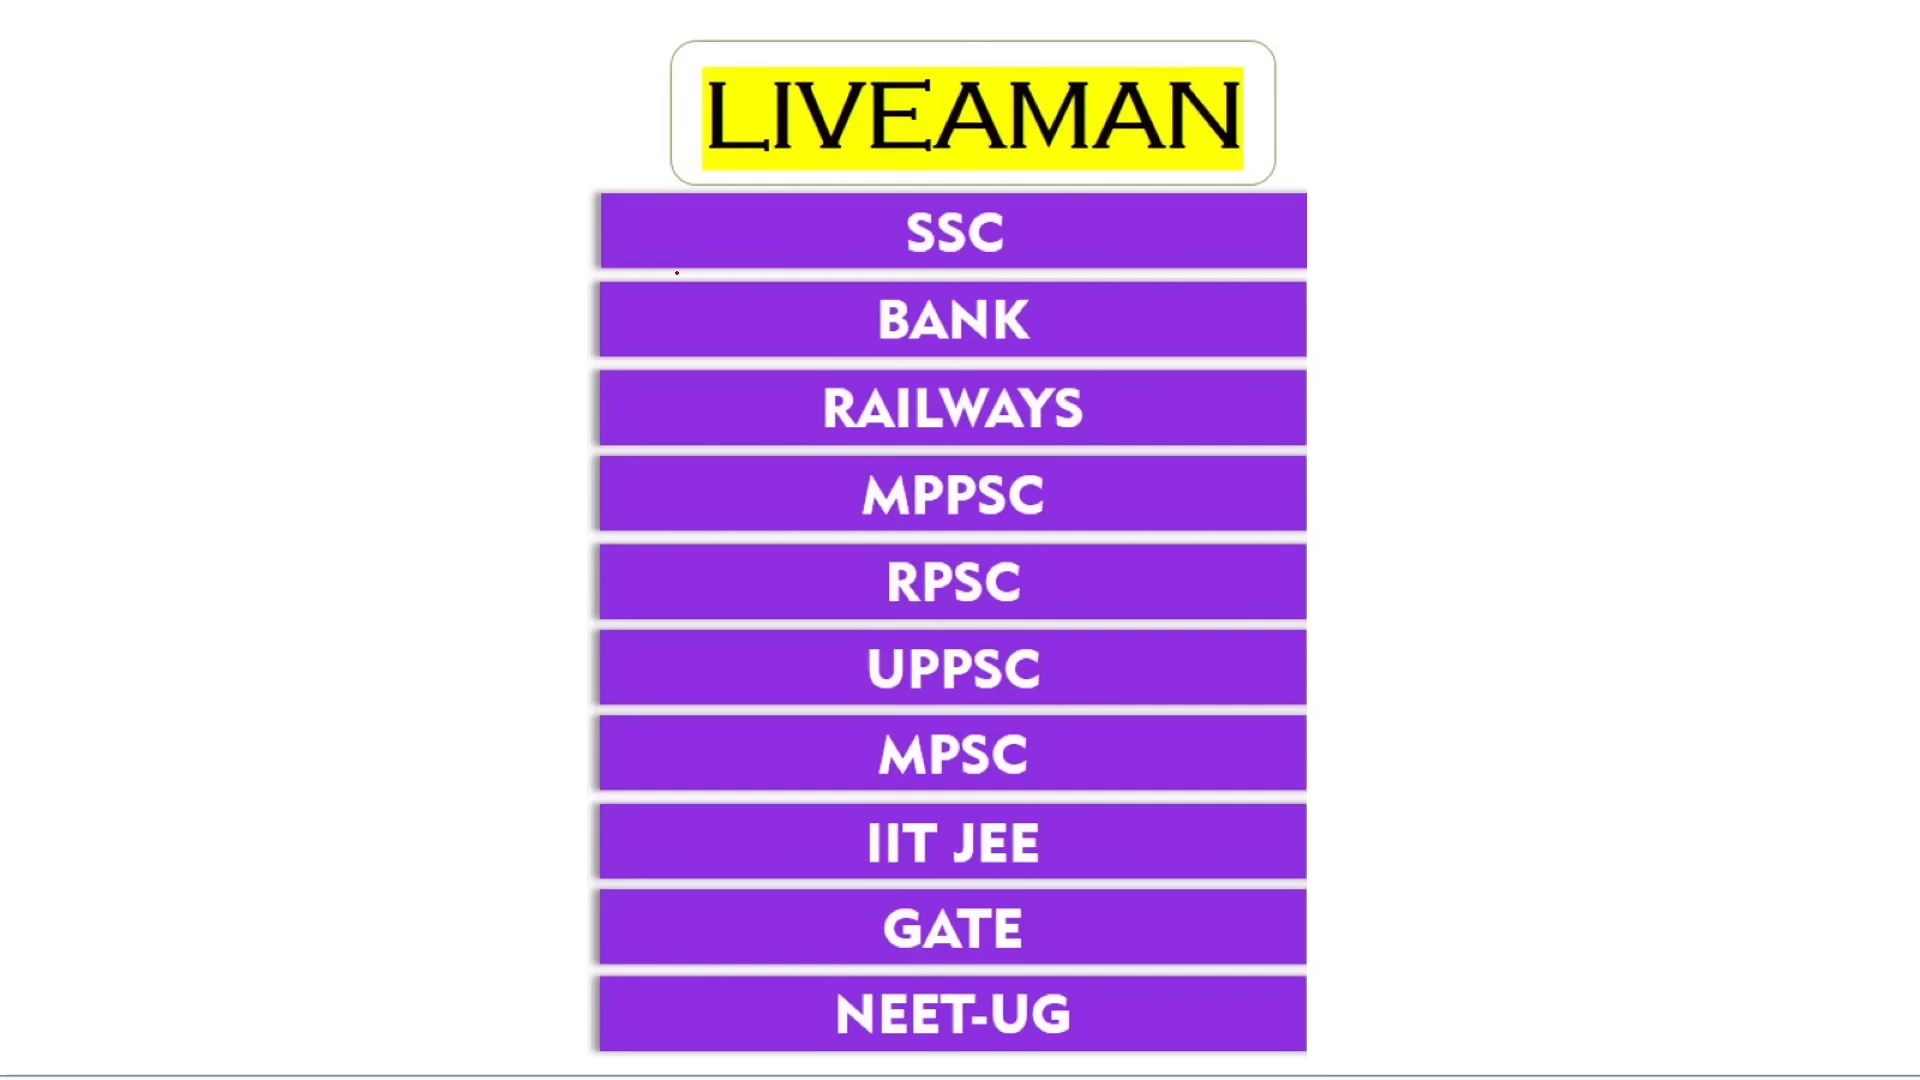 LIVEAMAN
SSC
BANK
RAILWAYS
MPPSC
RPSC
UPPSC
MPSC
IIT JEE
GATE
NEET-UG